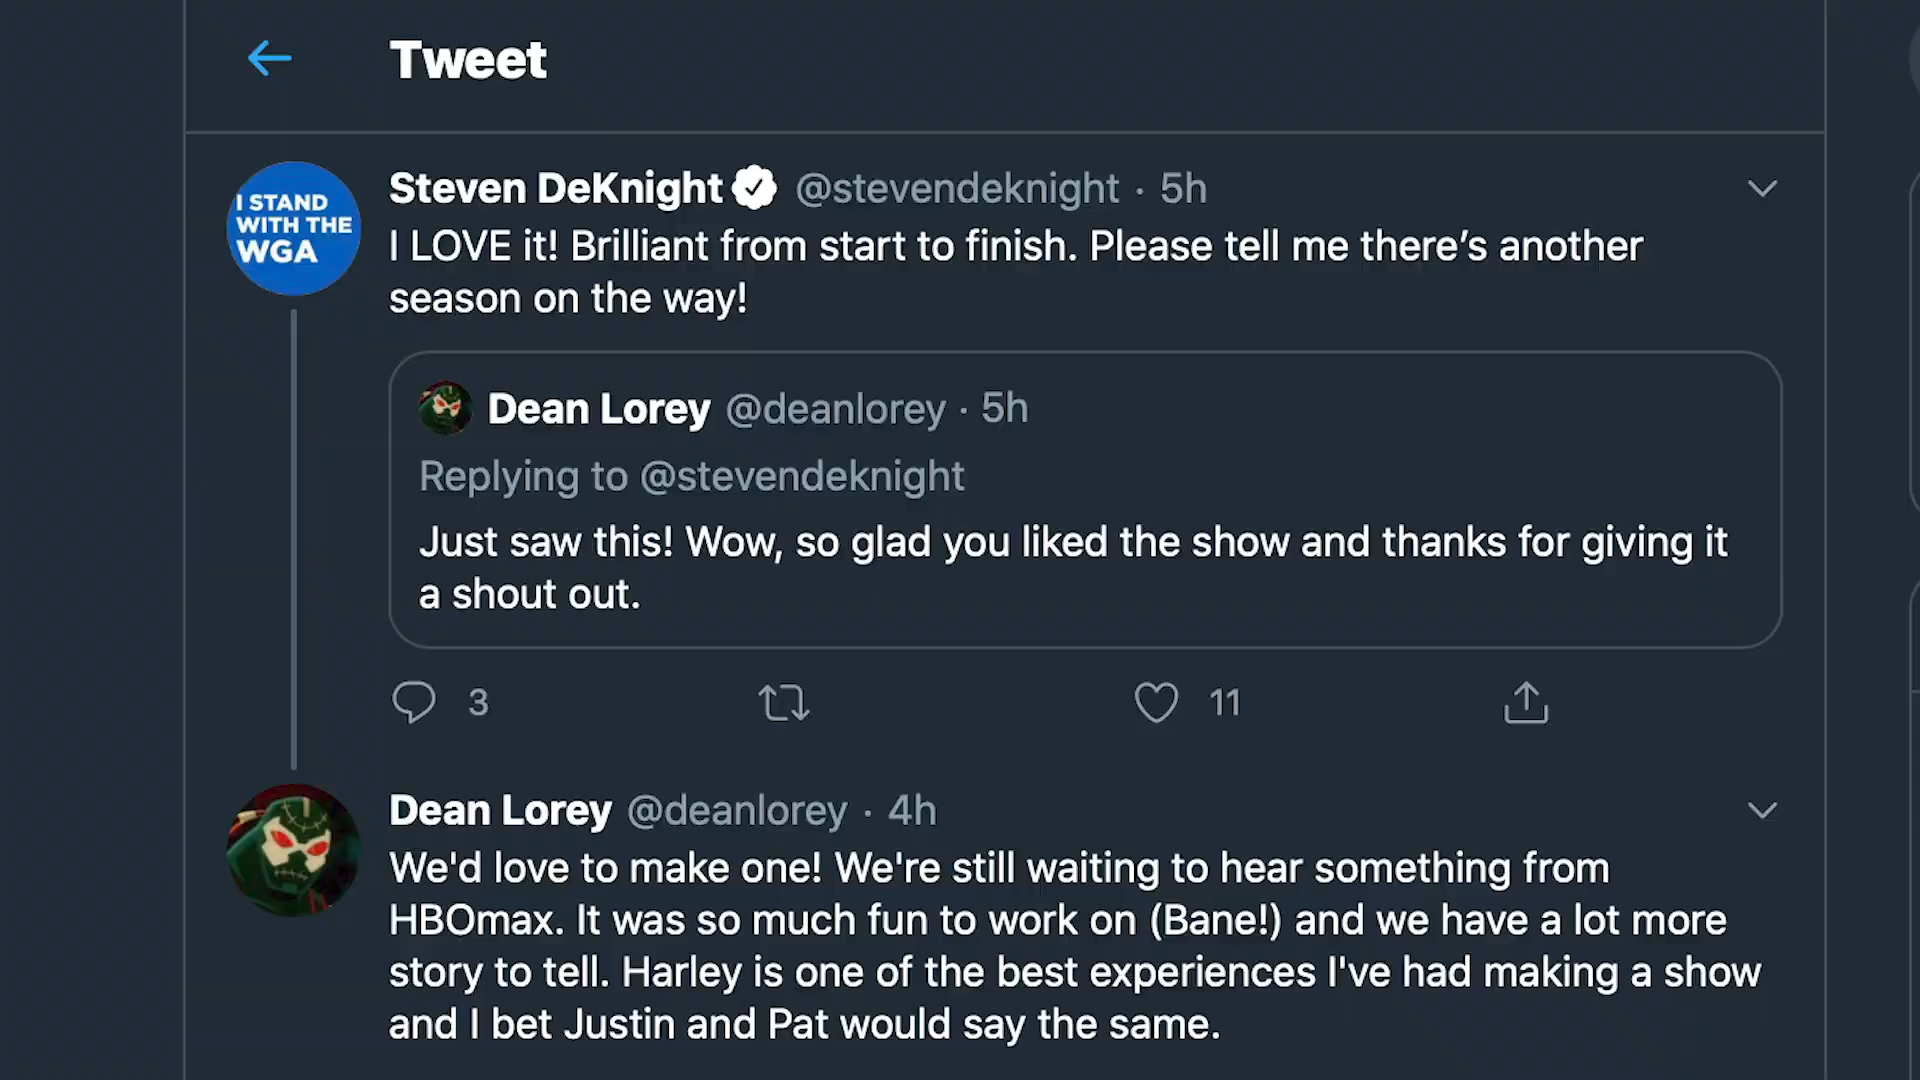 Tweet
I STAND
WITH THE
WGA
Steven DeKnight @stevendeknight · 5h
I LOVE it! Brilliant from start to finish. Please tell me there’s another
season on the way!
Dean Lorey @deanlorey · 5h
Replying to @stevendeknight
Just saw this! Wow, so glad you liked the show and thanks for giving it
a shout out.
3 11
Dean Lorey @deanlorey · 4h
We'd love to make one! We're still waiting to hear something from
HBOmax. It was so much fun to work on (Bane!) and we have a lot more
story to tell. Harley is one of the best experiences I've had making a show
and I bet Justin and Pat would say the same.